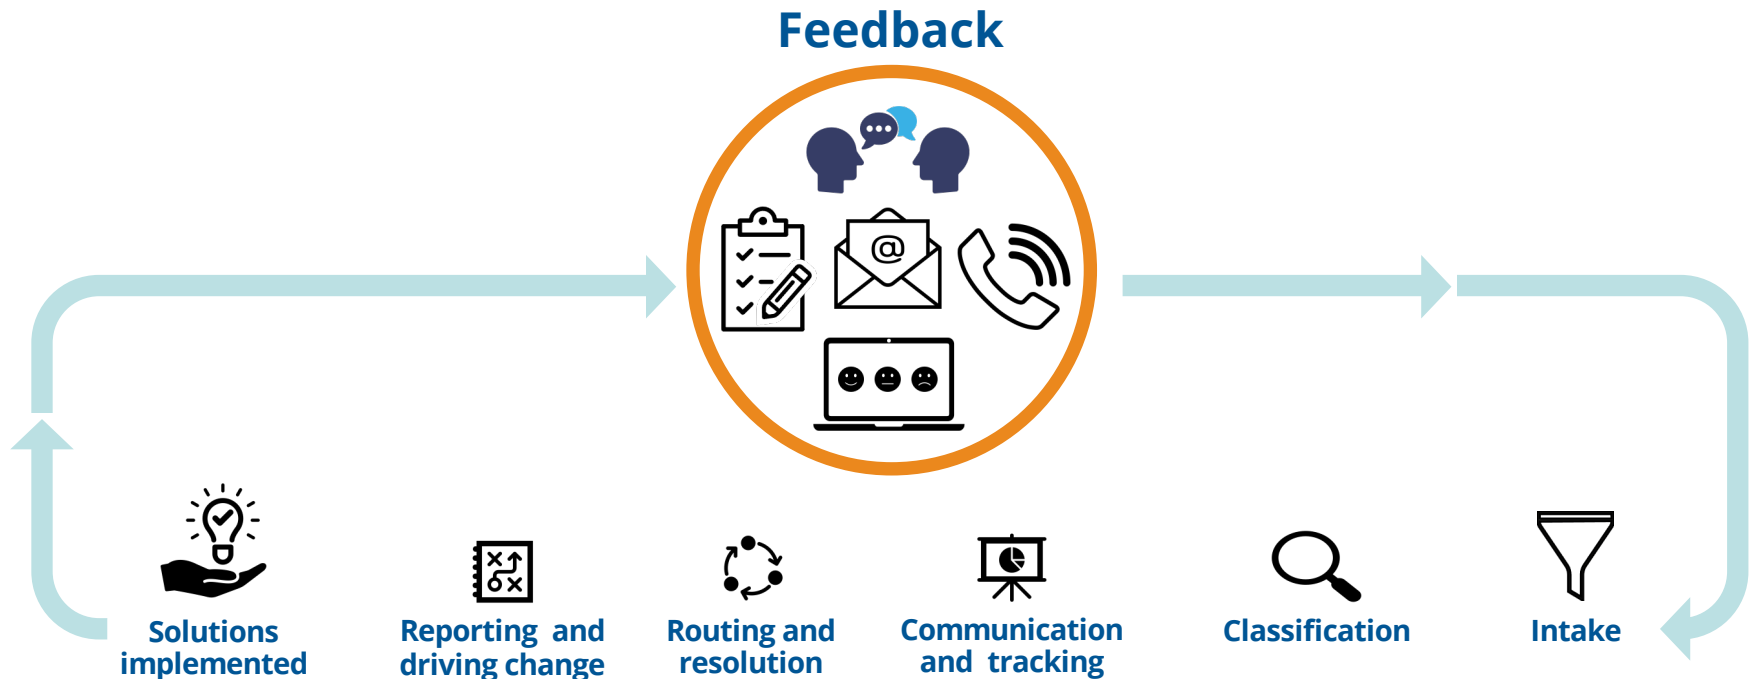 Feedback
@
Solutions
implemented
Reporting and
driving change
Routing and
resolution
Communication
and tracking
Classification
Intake